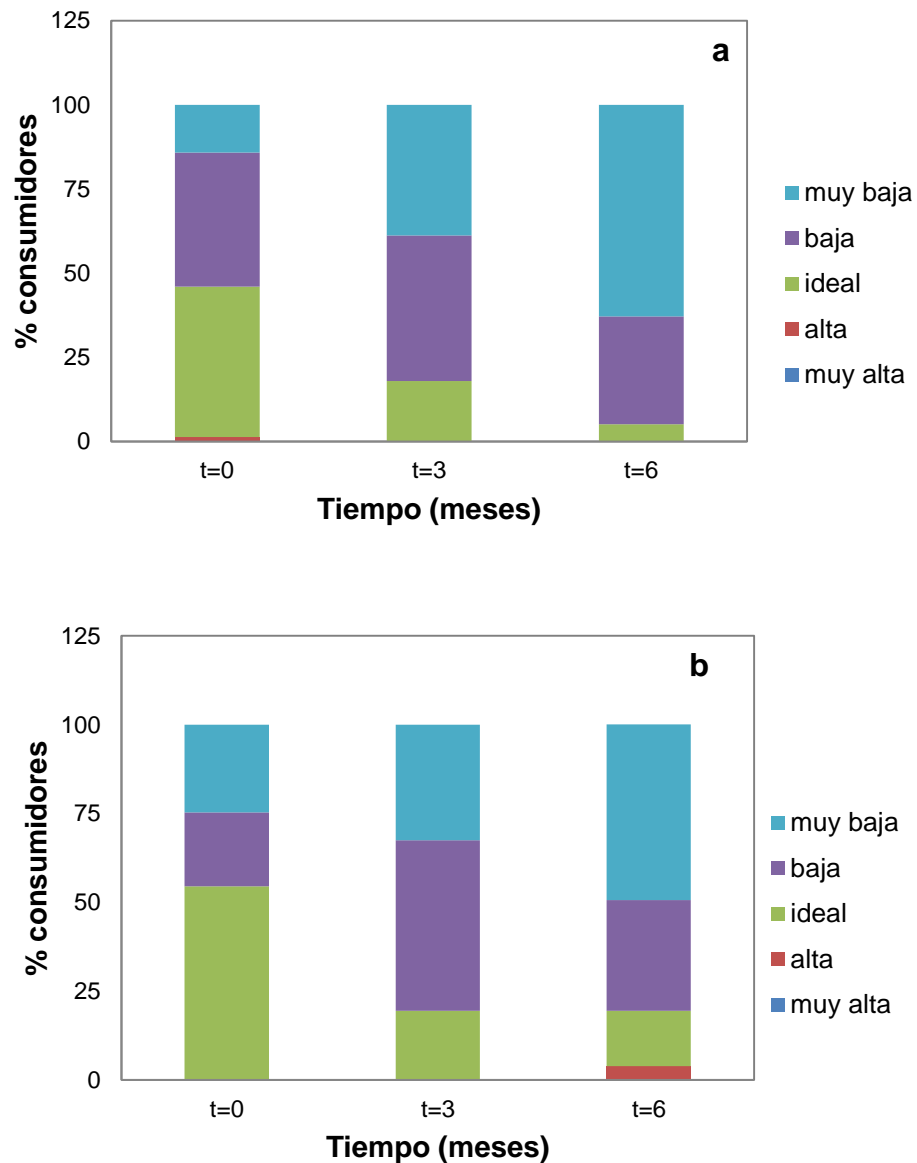 125
a
100
% consumidores
75
50
25
0
muy baja
baja
ideal
alta
muy alta
t=0 t=3 t=6
Tiempo (meses)
125
b
100
% consumidores
75
50
25
0
muy baja
baja
ideal
alta
muy alta
t=0 t=3 t=6
Tiempo (meses)